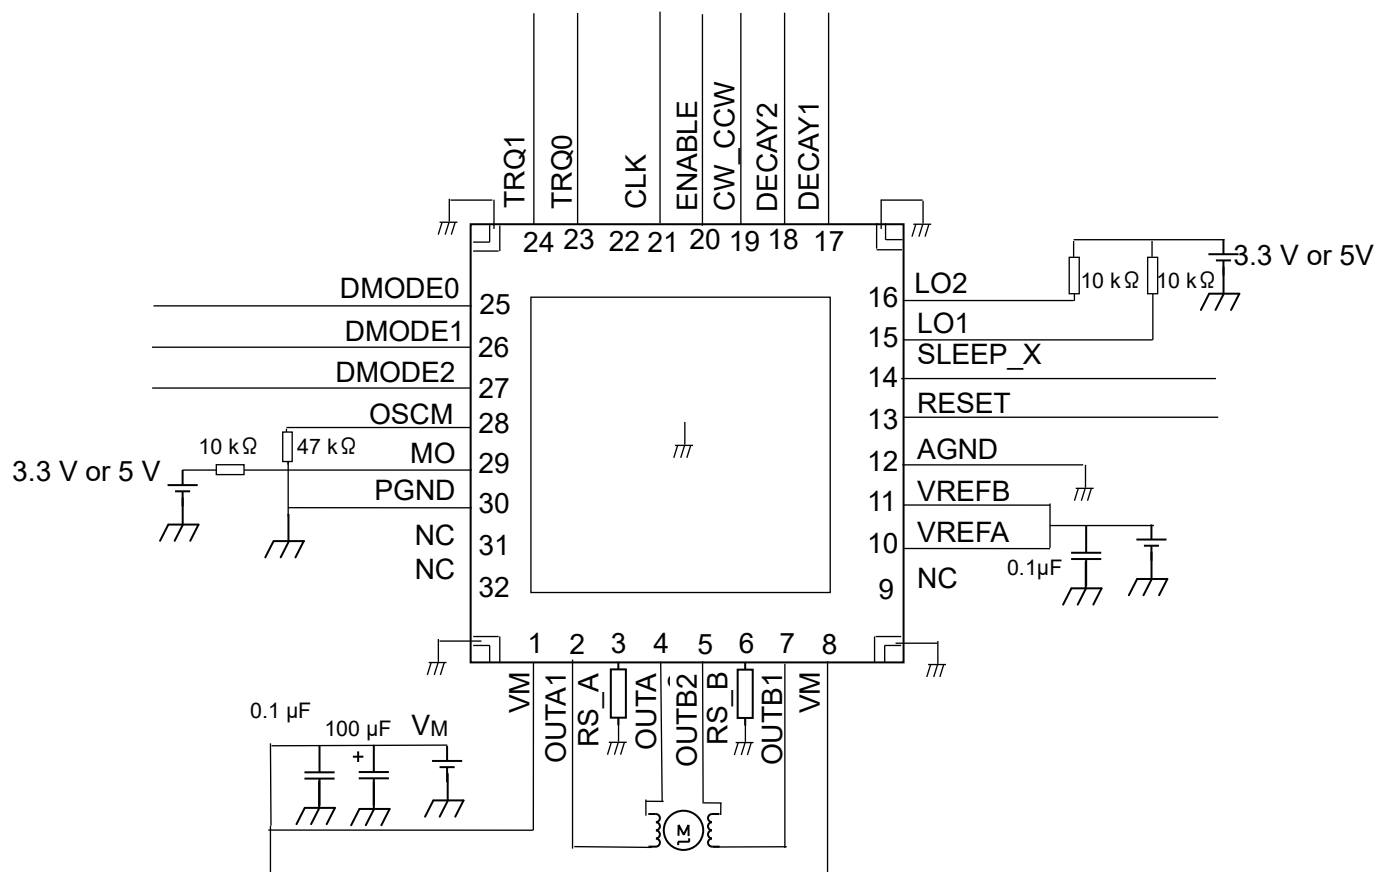 TRQ1
TRQ0
CLK
ENABLE
CW_CCW
DECAY2
DECAY1
24 23 22 21 20 19 18 17
DMODE0
25
DMODE1
26
DMODE2
27
OSCM
28
47 kΩ
10 kΩ
MO
29
3.3 V or 5 V
PGND
30
NC
31
NC
32
3.3 V or 5V
10 kΩ
10 kΩ
16
LO2
15
LO1
SLEEP_X
14
13
RESET
12
AGND
11
VREFB
10
VREFA
0.1µF
9
NC
1 2 3 4 5 6 7 8
VM
OUTA1
RS_A
OUTA
OUTB2
RS_B
OUTB1
VM
0.1 µF
100 µF
+
VM
M